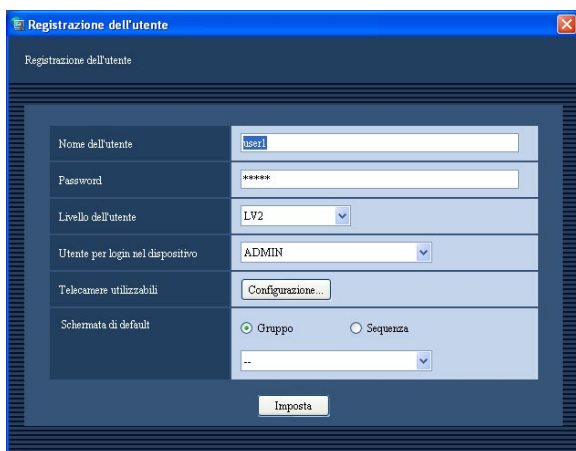 Registrazione dell'utente
Registrazione dell'utente
Nome dell'utente
user1
Password
*****
Livello dell'utente
LV2
Utente per login nel dispositivo
ADMIN
Telecamere utilizzabili
Configurazione...
Schermata di default
Gruppo
Sequenza
--
Imposta